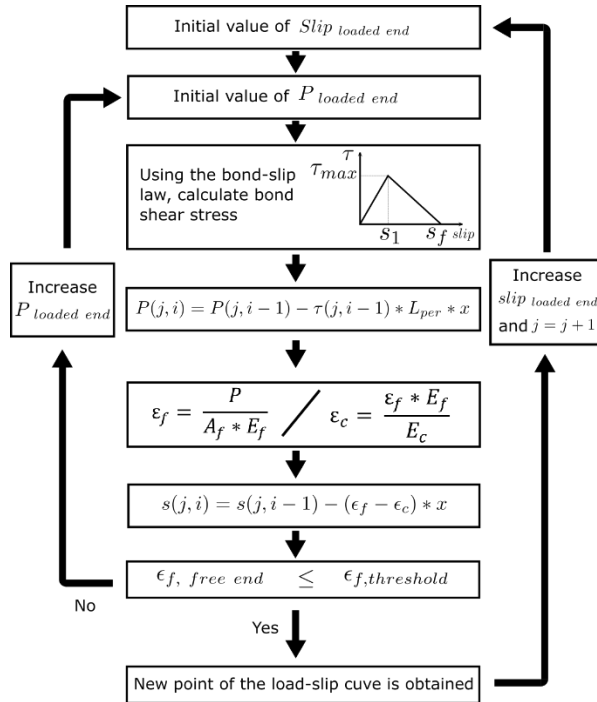 Initial value of Slip loaded end
Initial value of P loaded end
Using the bond-slip
law, calculate bond
shear stress
τ
τmax
s1
sf slip
Increase
P loaded end
Increase
slip loaded end
and j = j + 1
P(j, i) = P(j, i − 1) − τ(j, i − 1) * Lper * x
εf = P / Af * Ef / εc = εf * Ef / Ec
s(j, i) = s(j, i − 1) − (ϵf − ϵc) * x
ϵf, free end ≤ ϵf,threshold
No
Yes
New point of the load-slip cuve is obtained